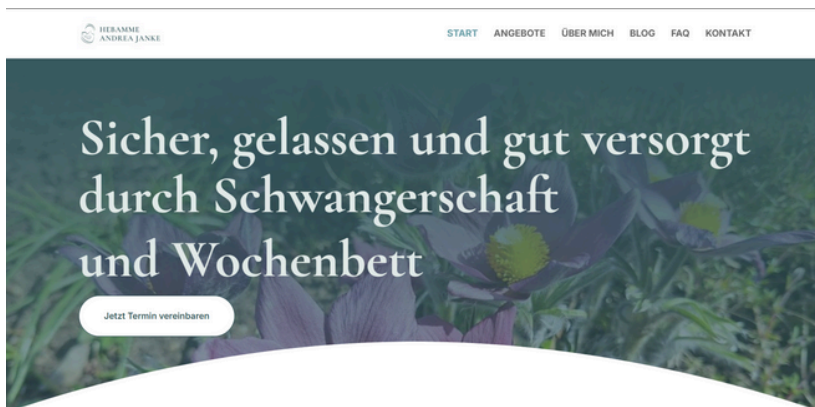 HEBAMME
ANDREA JANKE
START ANGEBOTE ÜBER MICH BLOG FAQ KONTAKT
Sicher, gelassen und gut versorgt
durch Schwangerschaft
und Wochenbett
Jetzt Termin vereinbaren